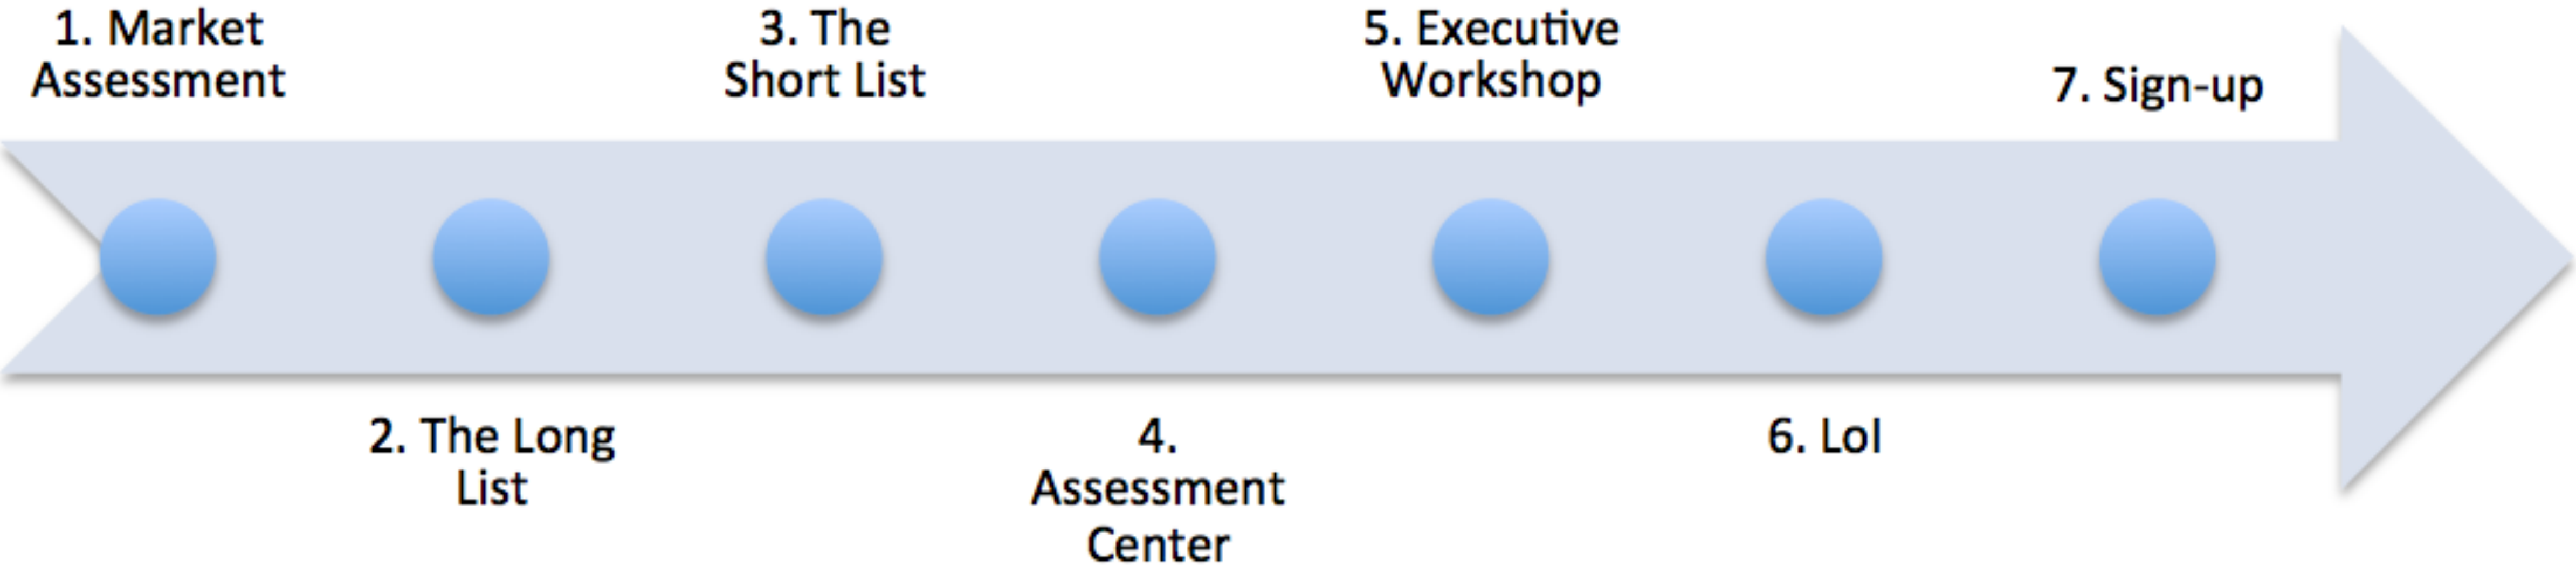 1. Market
Assessment
2. The Long
List
3. The
Short List
4.
Assessment
Center
5. Executive
Workshop
6. LoI
7. Sign-up